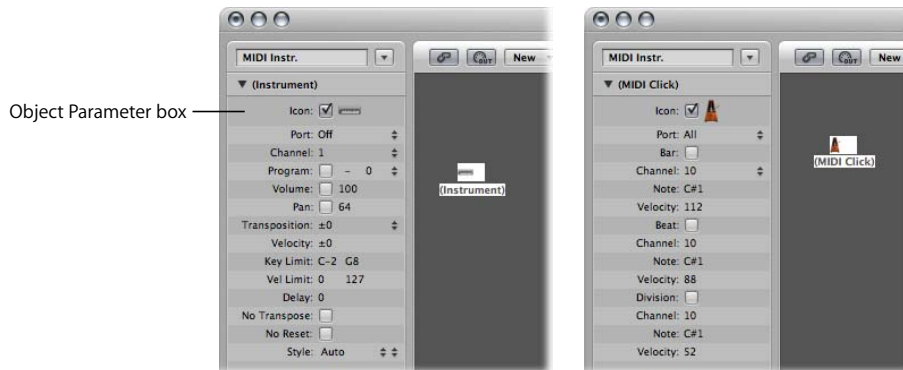 Object Parameter box
MIDI Instr.
OUT
New
(Instrument)
Icon:
Port: Off
Channel: 1
Program: - 0
Volume: 100
Pan: 64
Transposition: ±0
Velocity: ±0
Key Limit: C-2 G8
Vel Limit: 0 127
Delay: 0
No Transpose:
No Reset:
Style: Auto
(Instrument)
MIDI Instr.
OUT
New
(MIDI Click)
Icon:
Port: All
Bar:
Channel: 10
Note: C#1
Velocity: 112
Beat:
Channel: 10
Note: C#1
Velocity: 88
Division:
Channel: 10
Note: C#1
Velocity: 52
(MIDI Click)